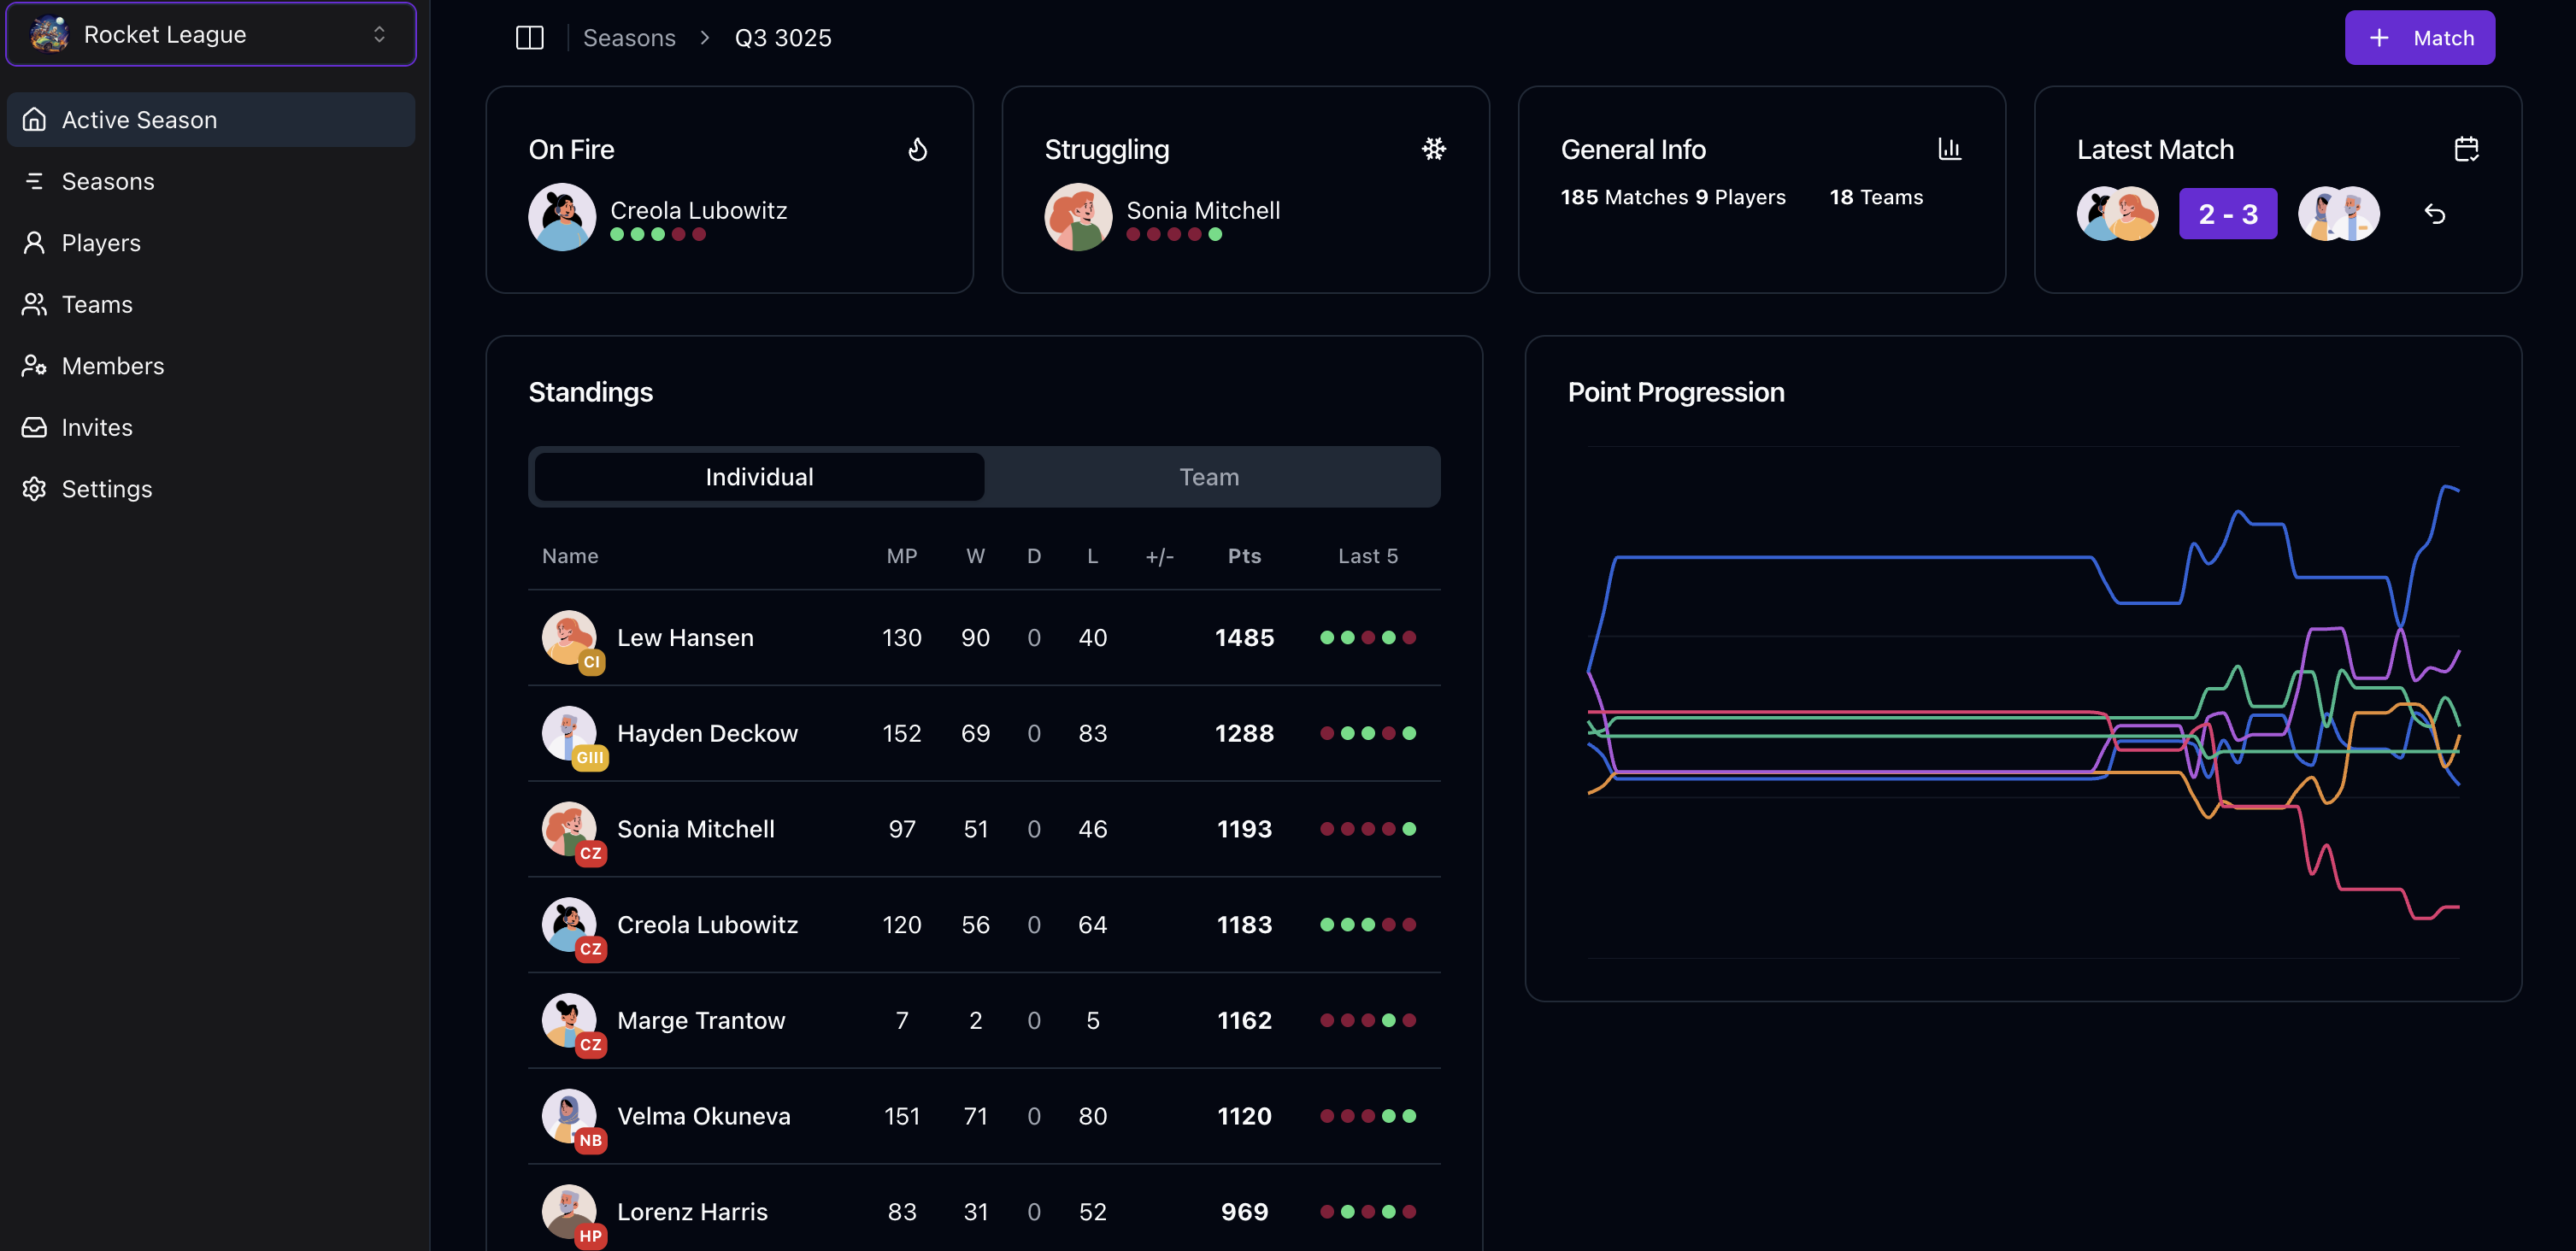 Rocket League
Active Season
Seasons
Players
Teams
Members
Invites
Settings
Seasons > Q3 3025
+ Match
On Fire
Creola Lubowitz
Struggling
Sonia Mitchell
General Info
185 Matches 9 Players 18 Teams
Latest Match
2 - 3
Standings
Individual Team
Name MP W D L +/- Pts Last 5
CI Lew Hansen 130 90 0 40 1485
GIII Hayden Deckow 152 69 0 83 1288
CZ Sonia Mitchell 97 51 0 46 1193
CZ Creola Lubowitz 120 56 0 64 1183
CZ Marge Trantow 7 2 0 5 1162
NB Velma Okuneva 151 71 0 80 1120
HP Lorenz Harris 83 31 0 52 969
Point Progression